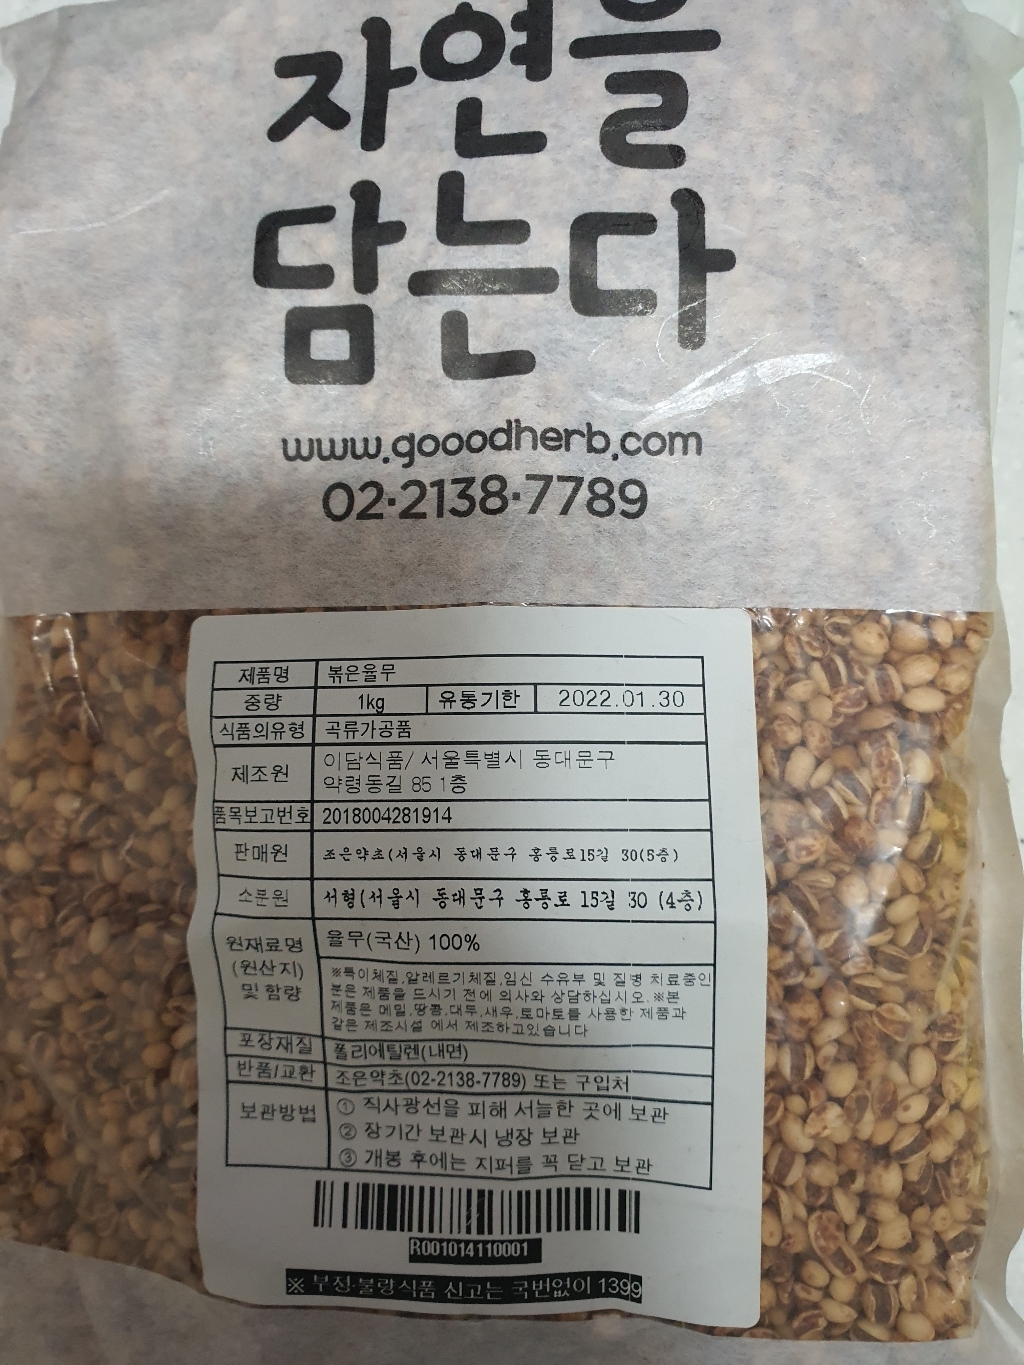 자연을
담는다
www.gooodherb.com
02·2138·7789
제품명 볶은율무
중량 1kg 유통기한 2022.01.30
식품의유형 곡류가공품
제조원 이담식품/ 서울특별시 동대문구
약령동길 85 1층
품목보고번호 2018004281914
판매원 조은약초(서울시 동대문구 홍릉로15길 30(5층)
소분원 서형(서울시 동대문구 홍릉로 15길 30 (4층)
원재료명
(원산지)
및 함량
율무(국산) 100%
※특이체질,알레르기체질,임신 수유부 및 질병 치료중인
분은 제품을 드시기 전에 의사와 상담하십시오.※본
제품은 메밀,땅콩,대두,새우,토마토를 사용한 제품과
같은 제조시설 에서 제조하고있습니다
포장재질 폴리에틸렌(내면)
반품/교환 조은약초(02-2138-7789) 또는 구입처
보관방법 ① 직사광선을 피해 서늘한 곳에 보관
② 장기간 보관시 냉장 보관
③ 개봉 후에는 지퍼를 꼭 닫고 보관
R001014110001
※ 부정·불량식품 신고는 국번없이 1399